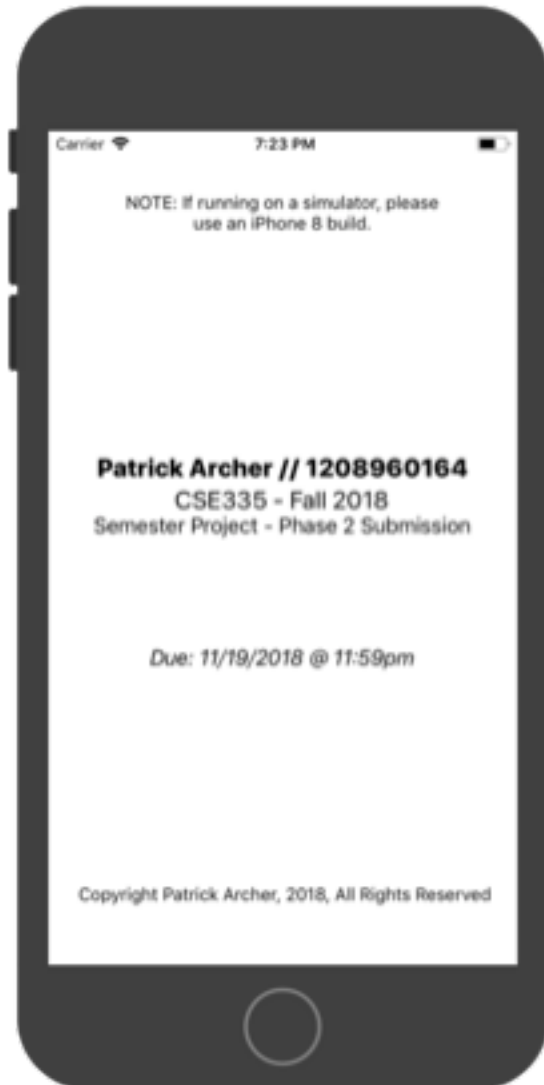 Carrier 7:23 PM
NOTE: If running on a simulator, please
use an iPhone 8 build.
Patrick Archer // 1208960164
CSE335 - Fall 2018
Semester Project - Phase 2 Submission
Due: 11/19/2018 @ 11:59pm
Copyright Patrick Archer, 2018, All Rights Reserved